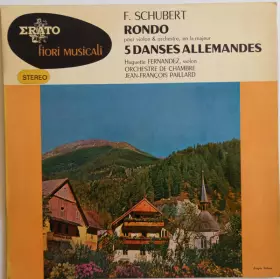 ERATO
fiori musicali
STEREO
F. SCHUBERT
RONDO
pour violon & orchestre, en la majeur
5 DANSES ALLEMANDES
Huguette FERNANDEZ, violon
ORCHESTRE DE CHAMBRE
JEAN-FRANÇOIS PAILLARD